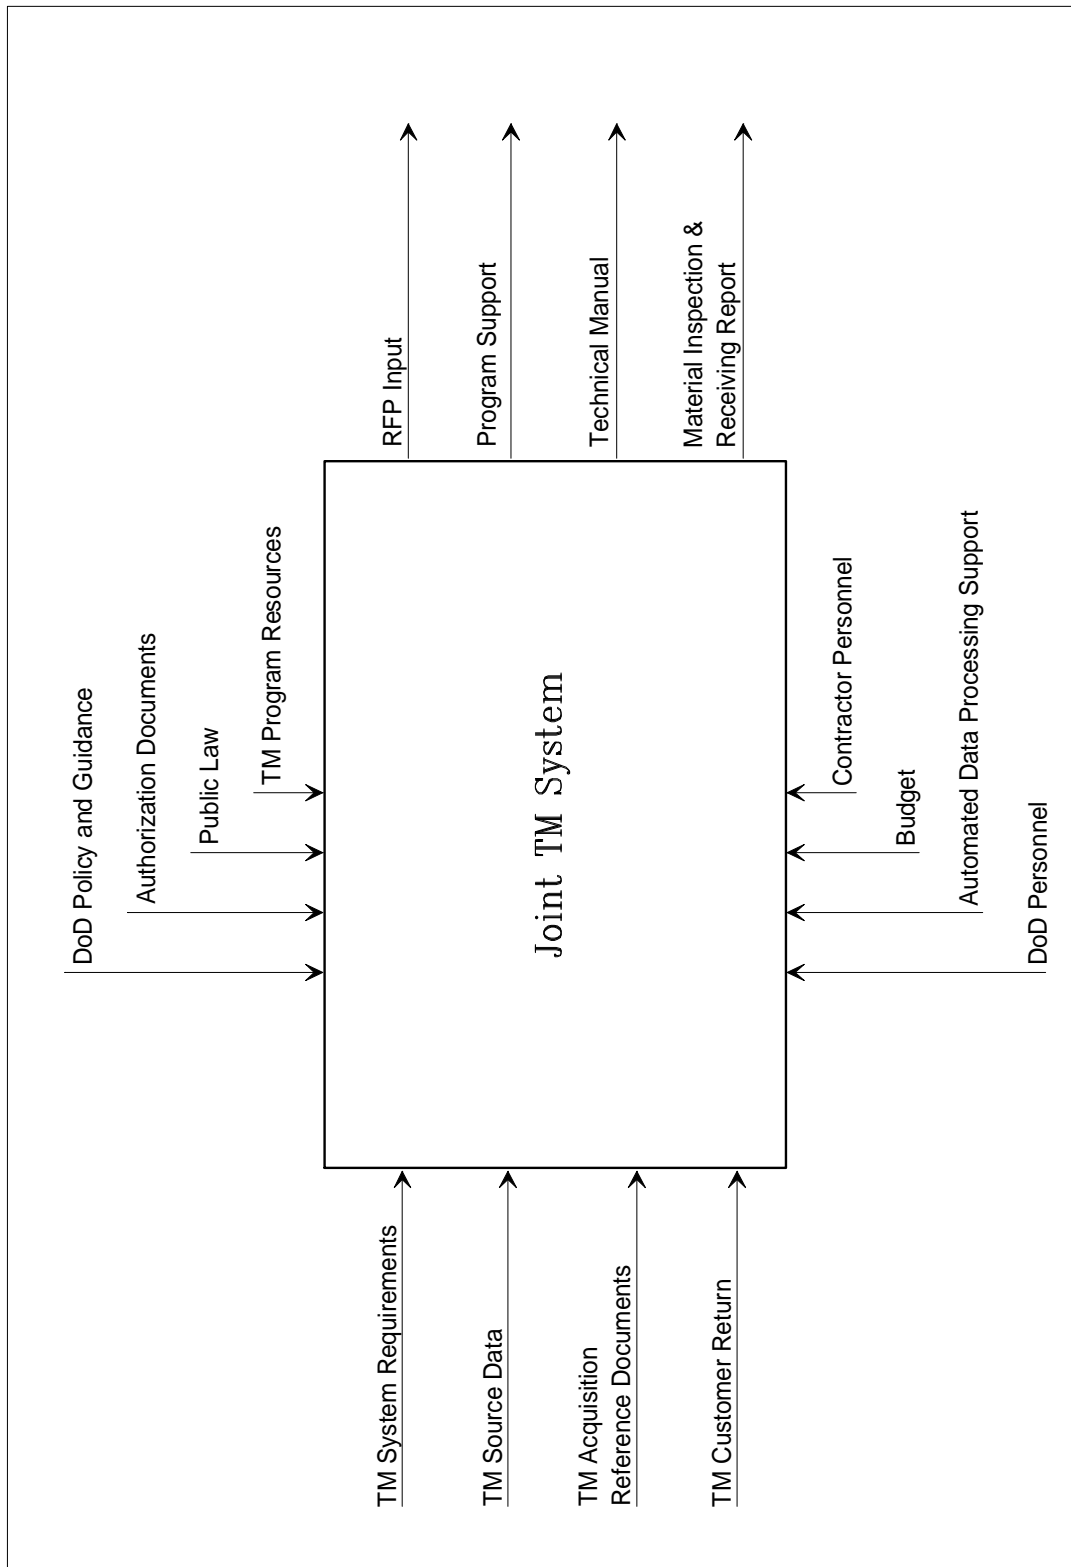 DoD Policy and Guidance
Authorization Documents
Public Law
TM Program Resources
TM System Requirements
TM Source Data
TM Acquisition
Reference Documents
TM Customer Return
Joint TM System
RFP Input
Program Support
Technical Manual
Material Inspection &
Receiving Report
Contractor Personnel
Budget
Automated Data Processing Support
DoD Personnel